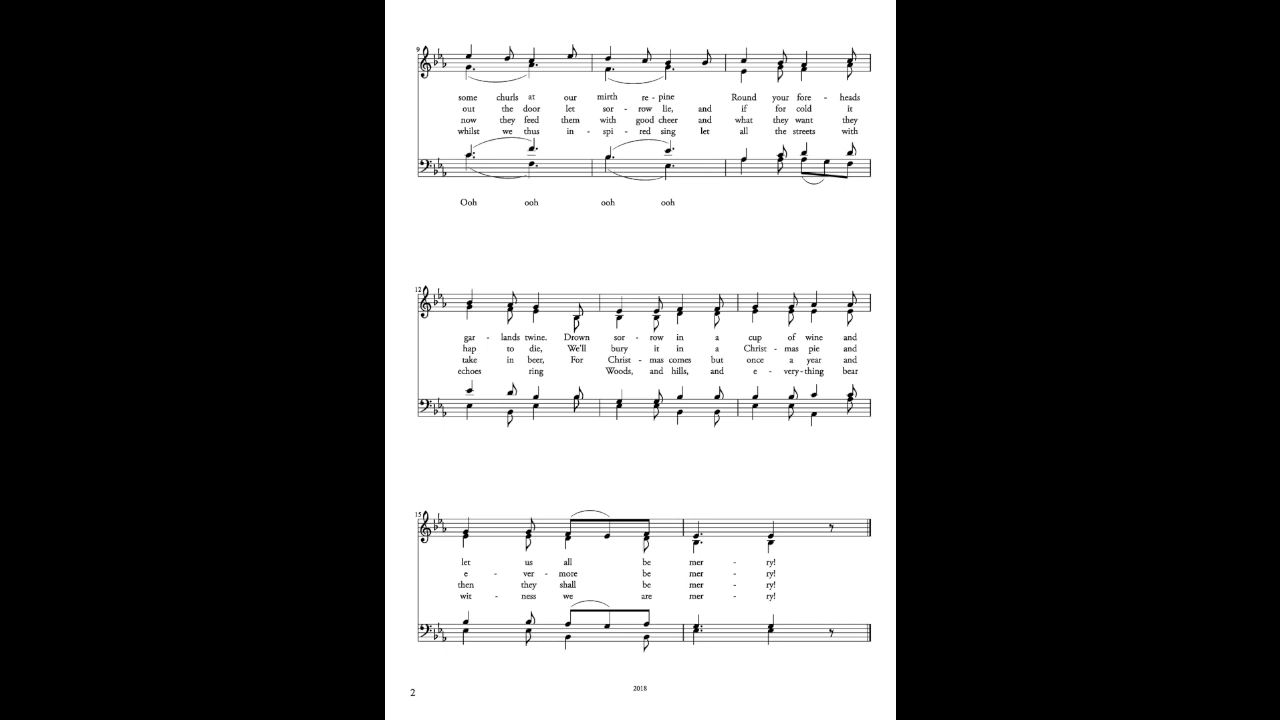 9
some churls at our mirth re - pine Round your fore - heads
out the door let sor - row lie, and if for cold it
now they feed them with good cheer and what they want they
whilst we thus in - spi - red sing let all the streets with
Ooh ooh ooh ooh
12
gar - lands twine. Drown sor - row in a cup of wine and
hap to die, We'll bury it in a Christ - mas pie and
take in beer, For Christ - mas comes but once a year and
echoes ring Woods, and hills, and e - very - thing bear
15
let us all be mer - ry!
e - ver - more be mer - ry!
then they shall be mer - ry!
wit - ness we are mer - ry!
2018
2